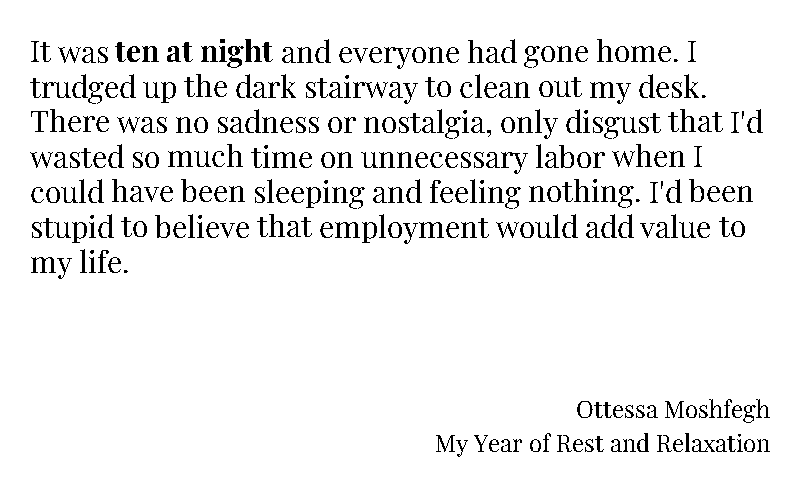 It was ten at night and everyone had gone home. I
trudged up the dark stairway to clean out my desk.
There was no sadness or nostalgia, only disgust that I'd
wasted so much time on unnecessary labor when I
could have been sleeping and feeling nothing. I'd been
stupid to believe that employment would add value to
my life.
Ottessa Moshfegh
My Year of Rest and Relaxation